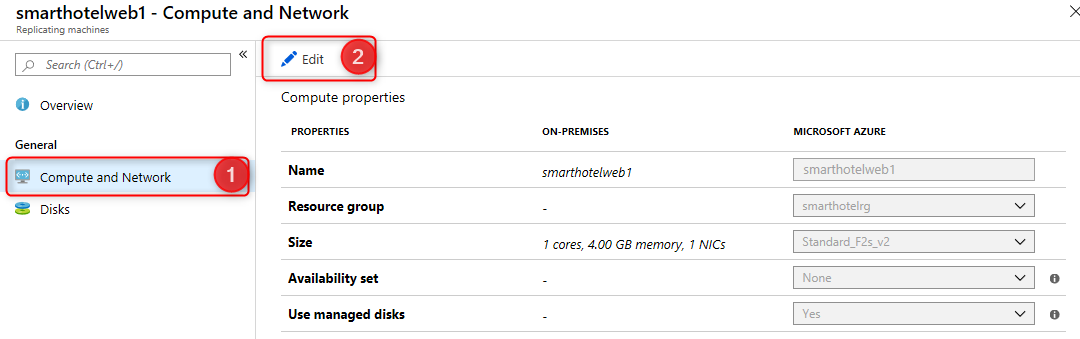 smarthotelweb1 - Compute and Network
Replicating machines
Search (Ctrl+/)
«
Overview
General
Compute and Network 1
Disks
Edit 2
Compute properties
PROPERTIES ON-PREMISES MICROSOFT AZURE
Name smarthotelweb1 smarthotelweb1
Resource group - smarthotelrg
Size 1 cores, 4.00 GB memory, 1 NICs Standard_F2s_v2
Availability set - None
Use managed disks - Yes